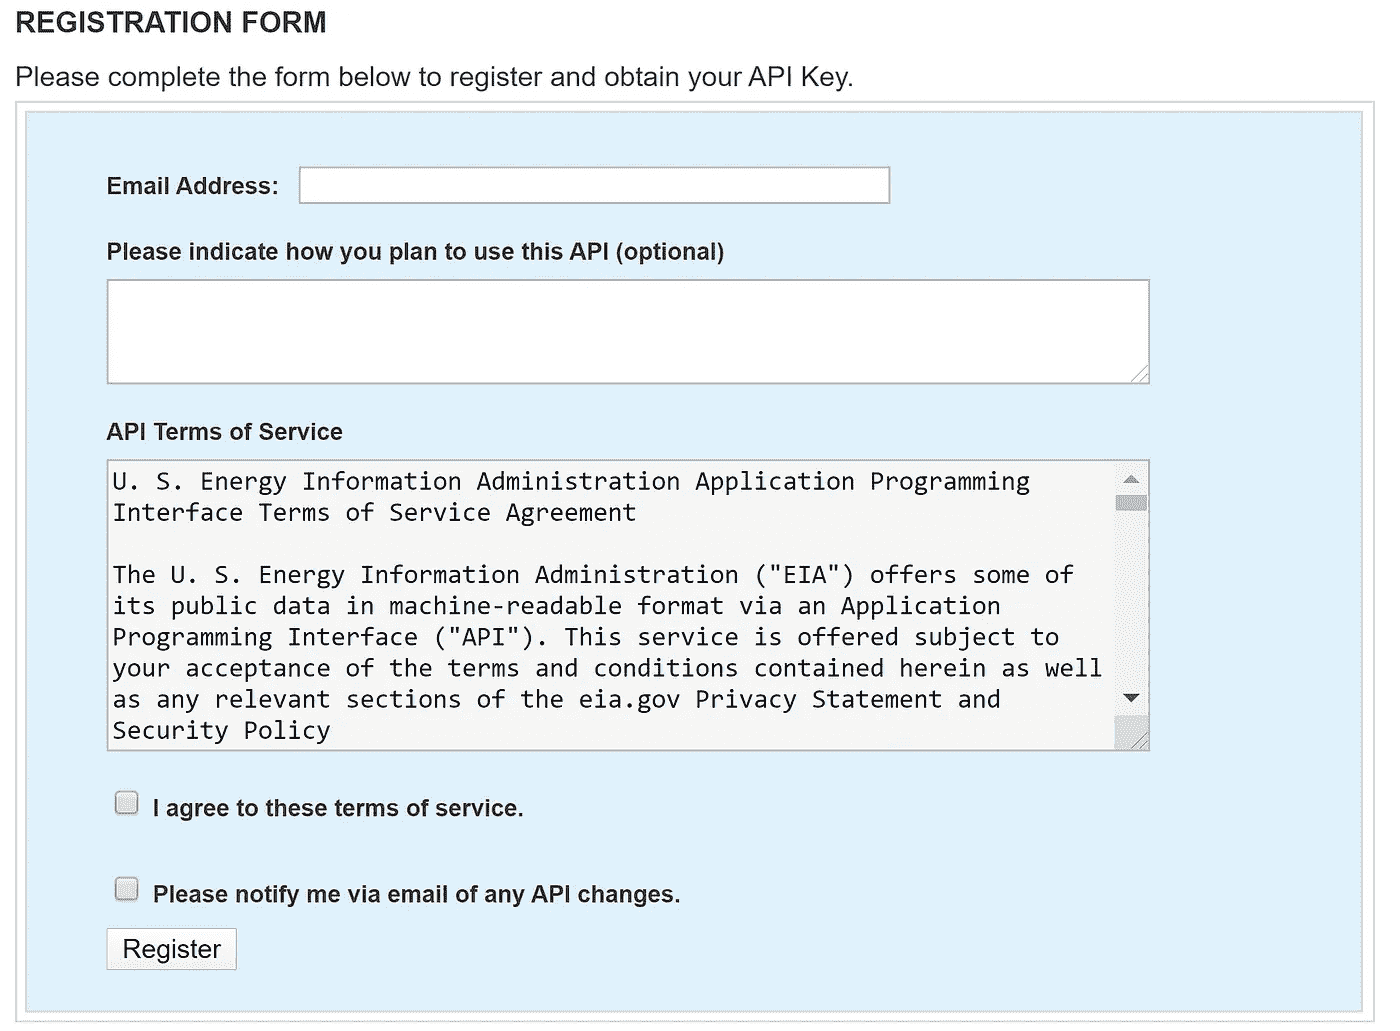 REGISTRATION FORM
Please complete the form below to register and obtain your API Key.
Email Address:
Please indicate how you plan to use this API (optional)
API Terms of Service
U. S. Energy Information Administration Application Programming
Interface Terms of Service Agreement
The U. S. Energy Information Administration ("EIA") offers some of
its public data in machine-readable format via an Application
Programming Interface ("API"). This service is offered subject to
your acceptance of the terms and conditions contained herein as well
as any relevant sections of the eia.gov Privacy Statement and
Security Policy
I agree to these terms of service.
Please notify me via email of any API changes.
Register